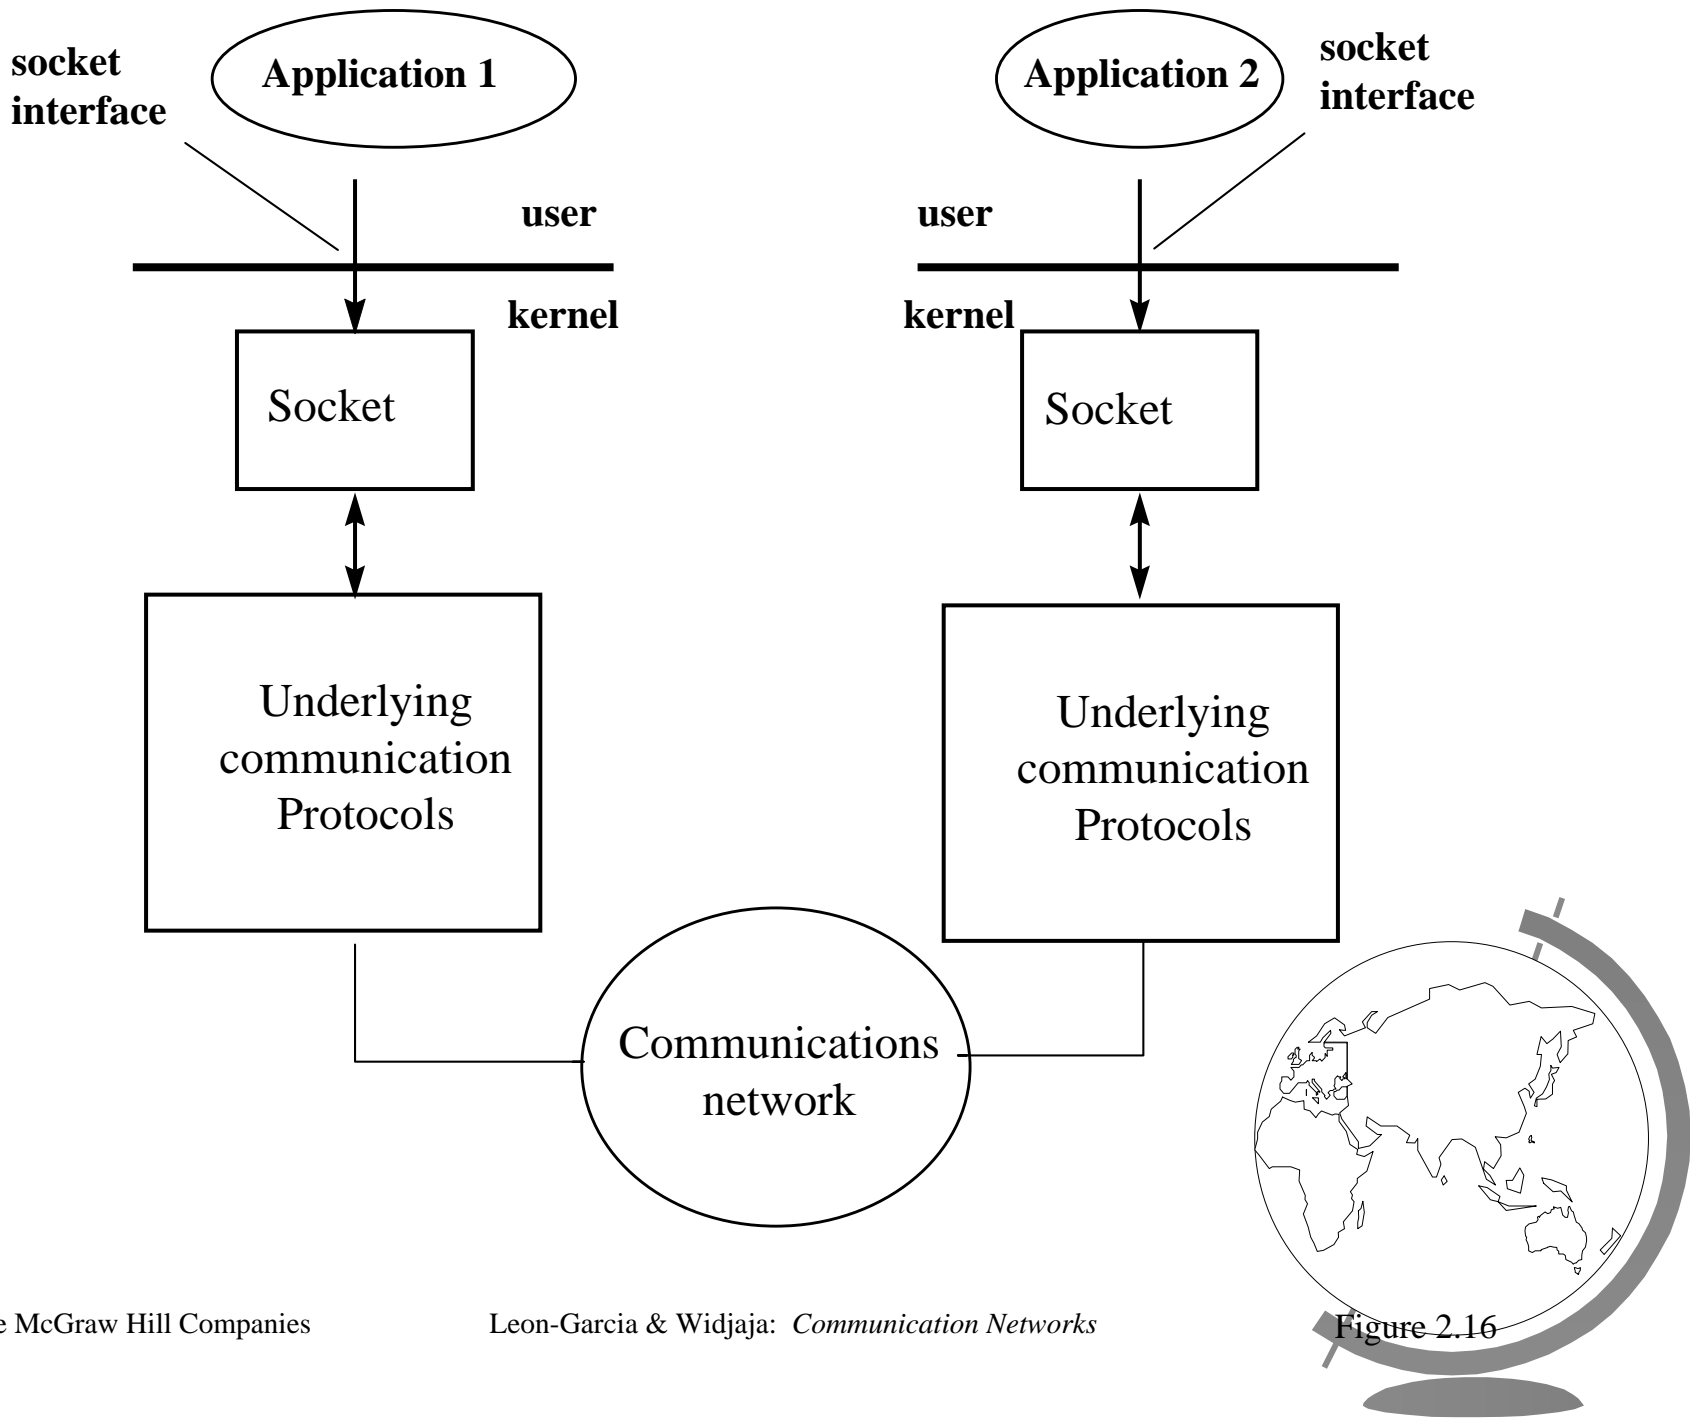 socket
interface
Application 1
Application 2
socket
interface
user
user
kernel
kernel
Socket
Socket
Underlying
communication
Protocols
Underlying
communication
Protocols
Communications
network
McGraw Hill Companies
Leon-Garcia & Widjaja: Communication Networks
Figure 2.16